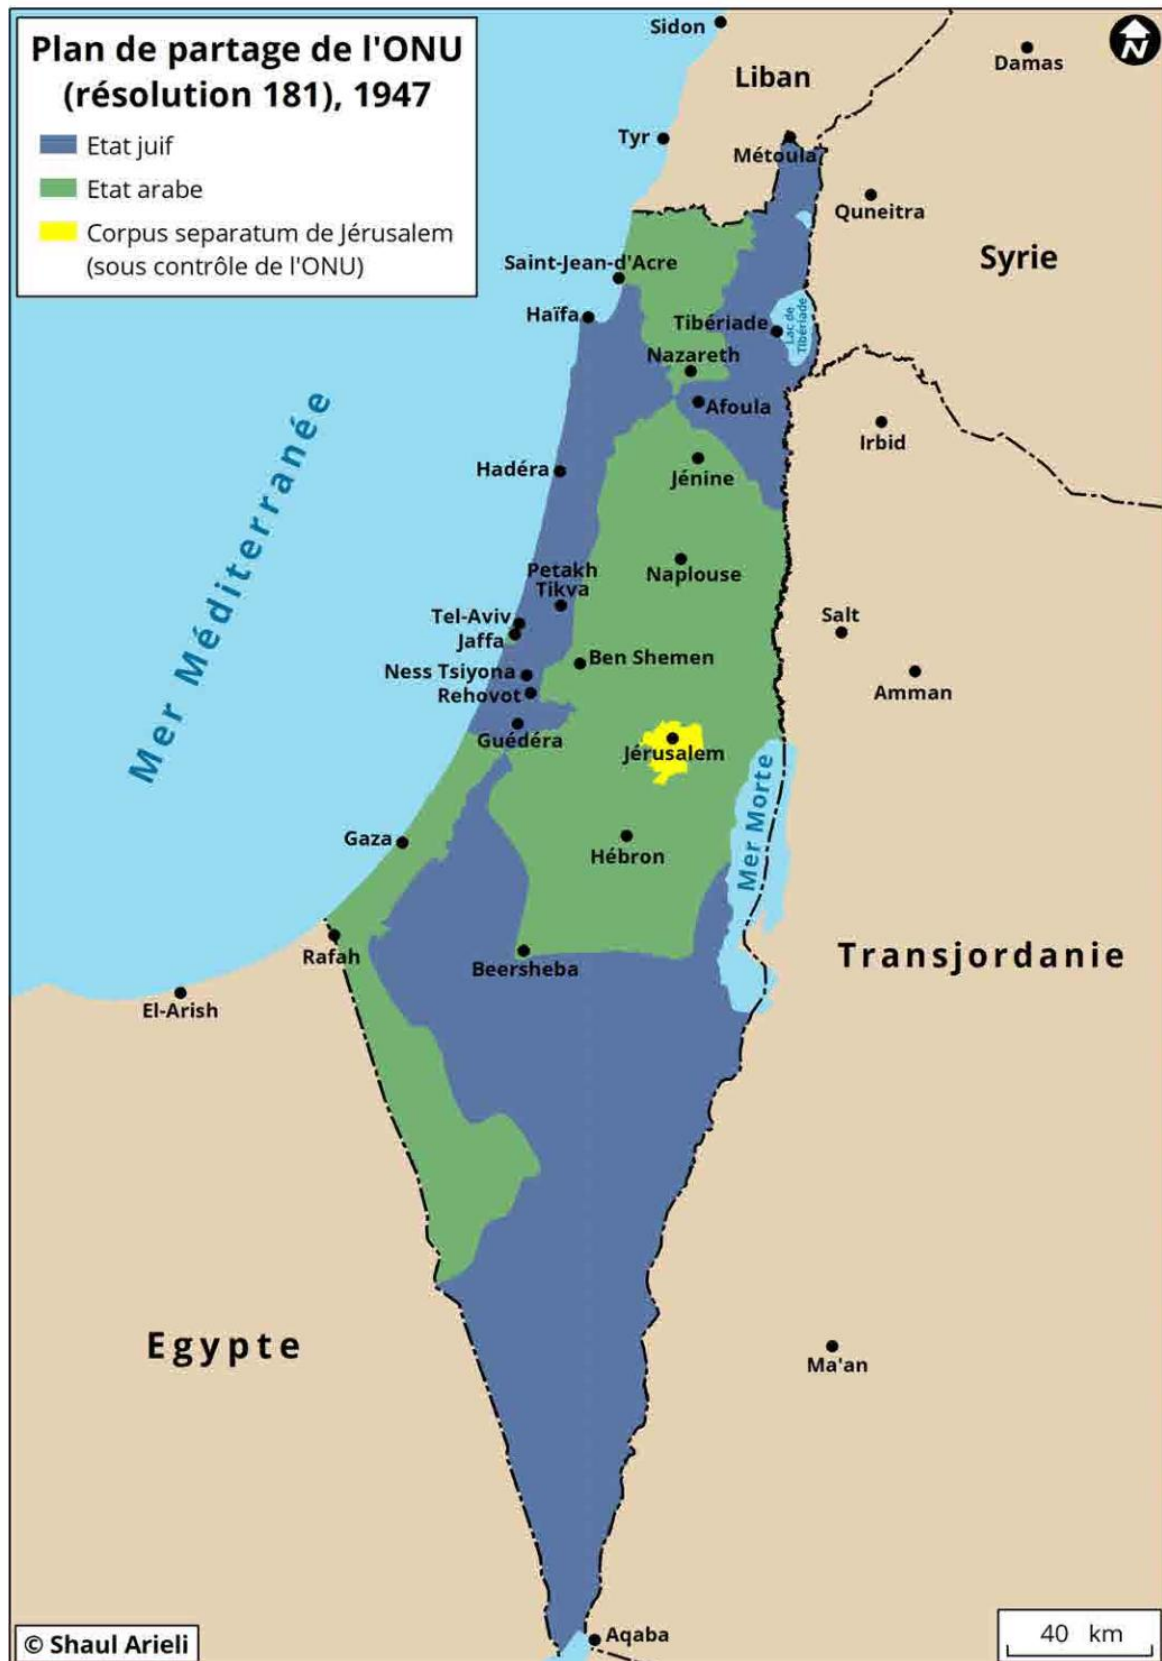 Plan de partage de l'ONU
(résolution 181), 1947
Etat juif
Etat arabe
Corpus separatum de Jérusalem
(sous contrôle de l'ONU)
N
Sidon
Damas
Liban
Tyr
Métoula
Quneitra
Syrie
Saint-Jean-d'Acre
Haïfa
Tibériade
Lac de
Tibériade
Nazareth
Afoula
Irbid
Hadéra
Jénine
Mer Méditerranée
Naplouse
Petakh
Tikva
Tel-Aviv
Jaffa
Salt
Ben Shemen
Ness Tsiyona
Rehovot
Amman
Guédéra
Jérusalem
Mer Morte
Gaza
Hébron
Rafah
Beersheba
Transjordanie
El-Arish
Egypte
Ma'an
Aqaba
© Shaul Arieli
40 km